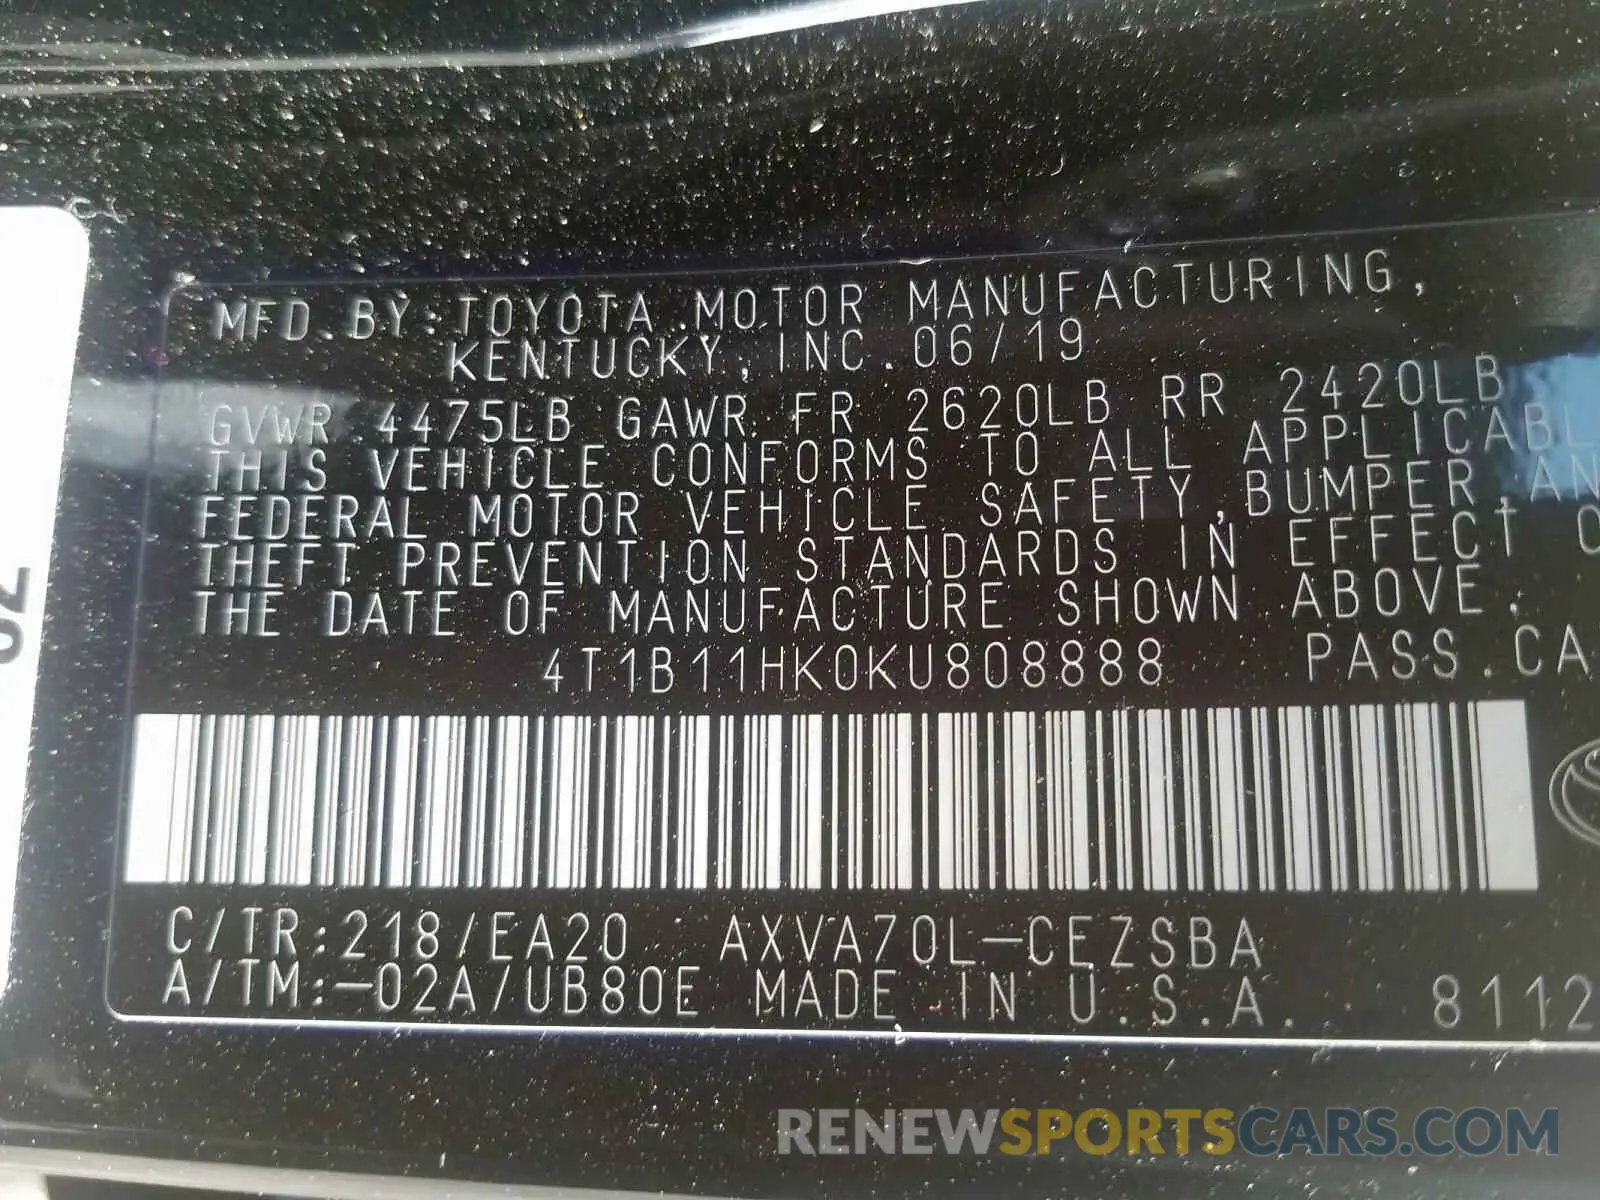 MFD.BY:TOYOTA MOTOR MANUFACTURING,
KENTUCKY,INC.06/19
GVWR 4475LB GAWR FR 2620LB RR 2420LB
THIS VEHICLE CONFORMS TO ALL APPLICABL
FEDERAL MOTOR VEHICLE SAFETY,BUMPER,AN
THEFT PREVENTION STANDARDS IN EFFECT O
THE DATE OF MANUFACTURE SHOWN ABOVE.
4T1B11HK0KU808888 PASS.CA
C/TR:218/EA20 AXVA70L-CEZSBA
A/TM:-02A/UB80E MADE IN U.S.A. 8112
RENEWSPORTSCARS.COM